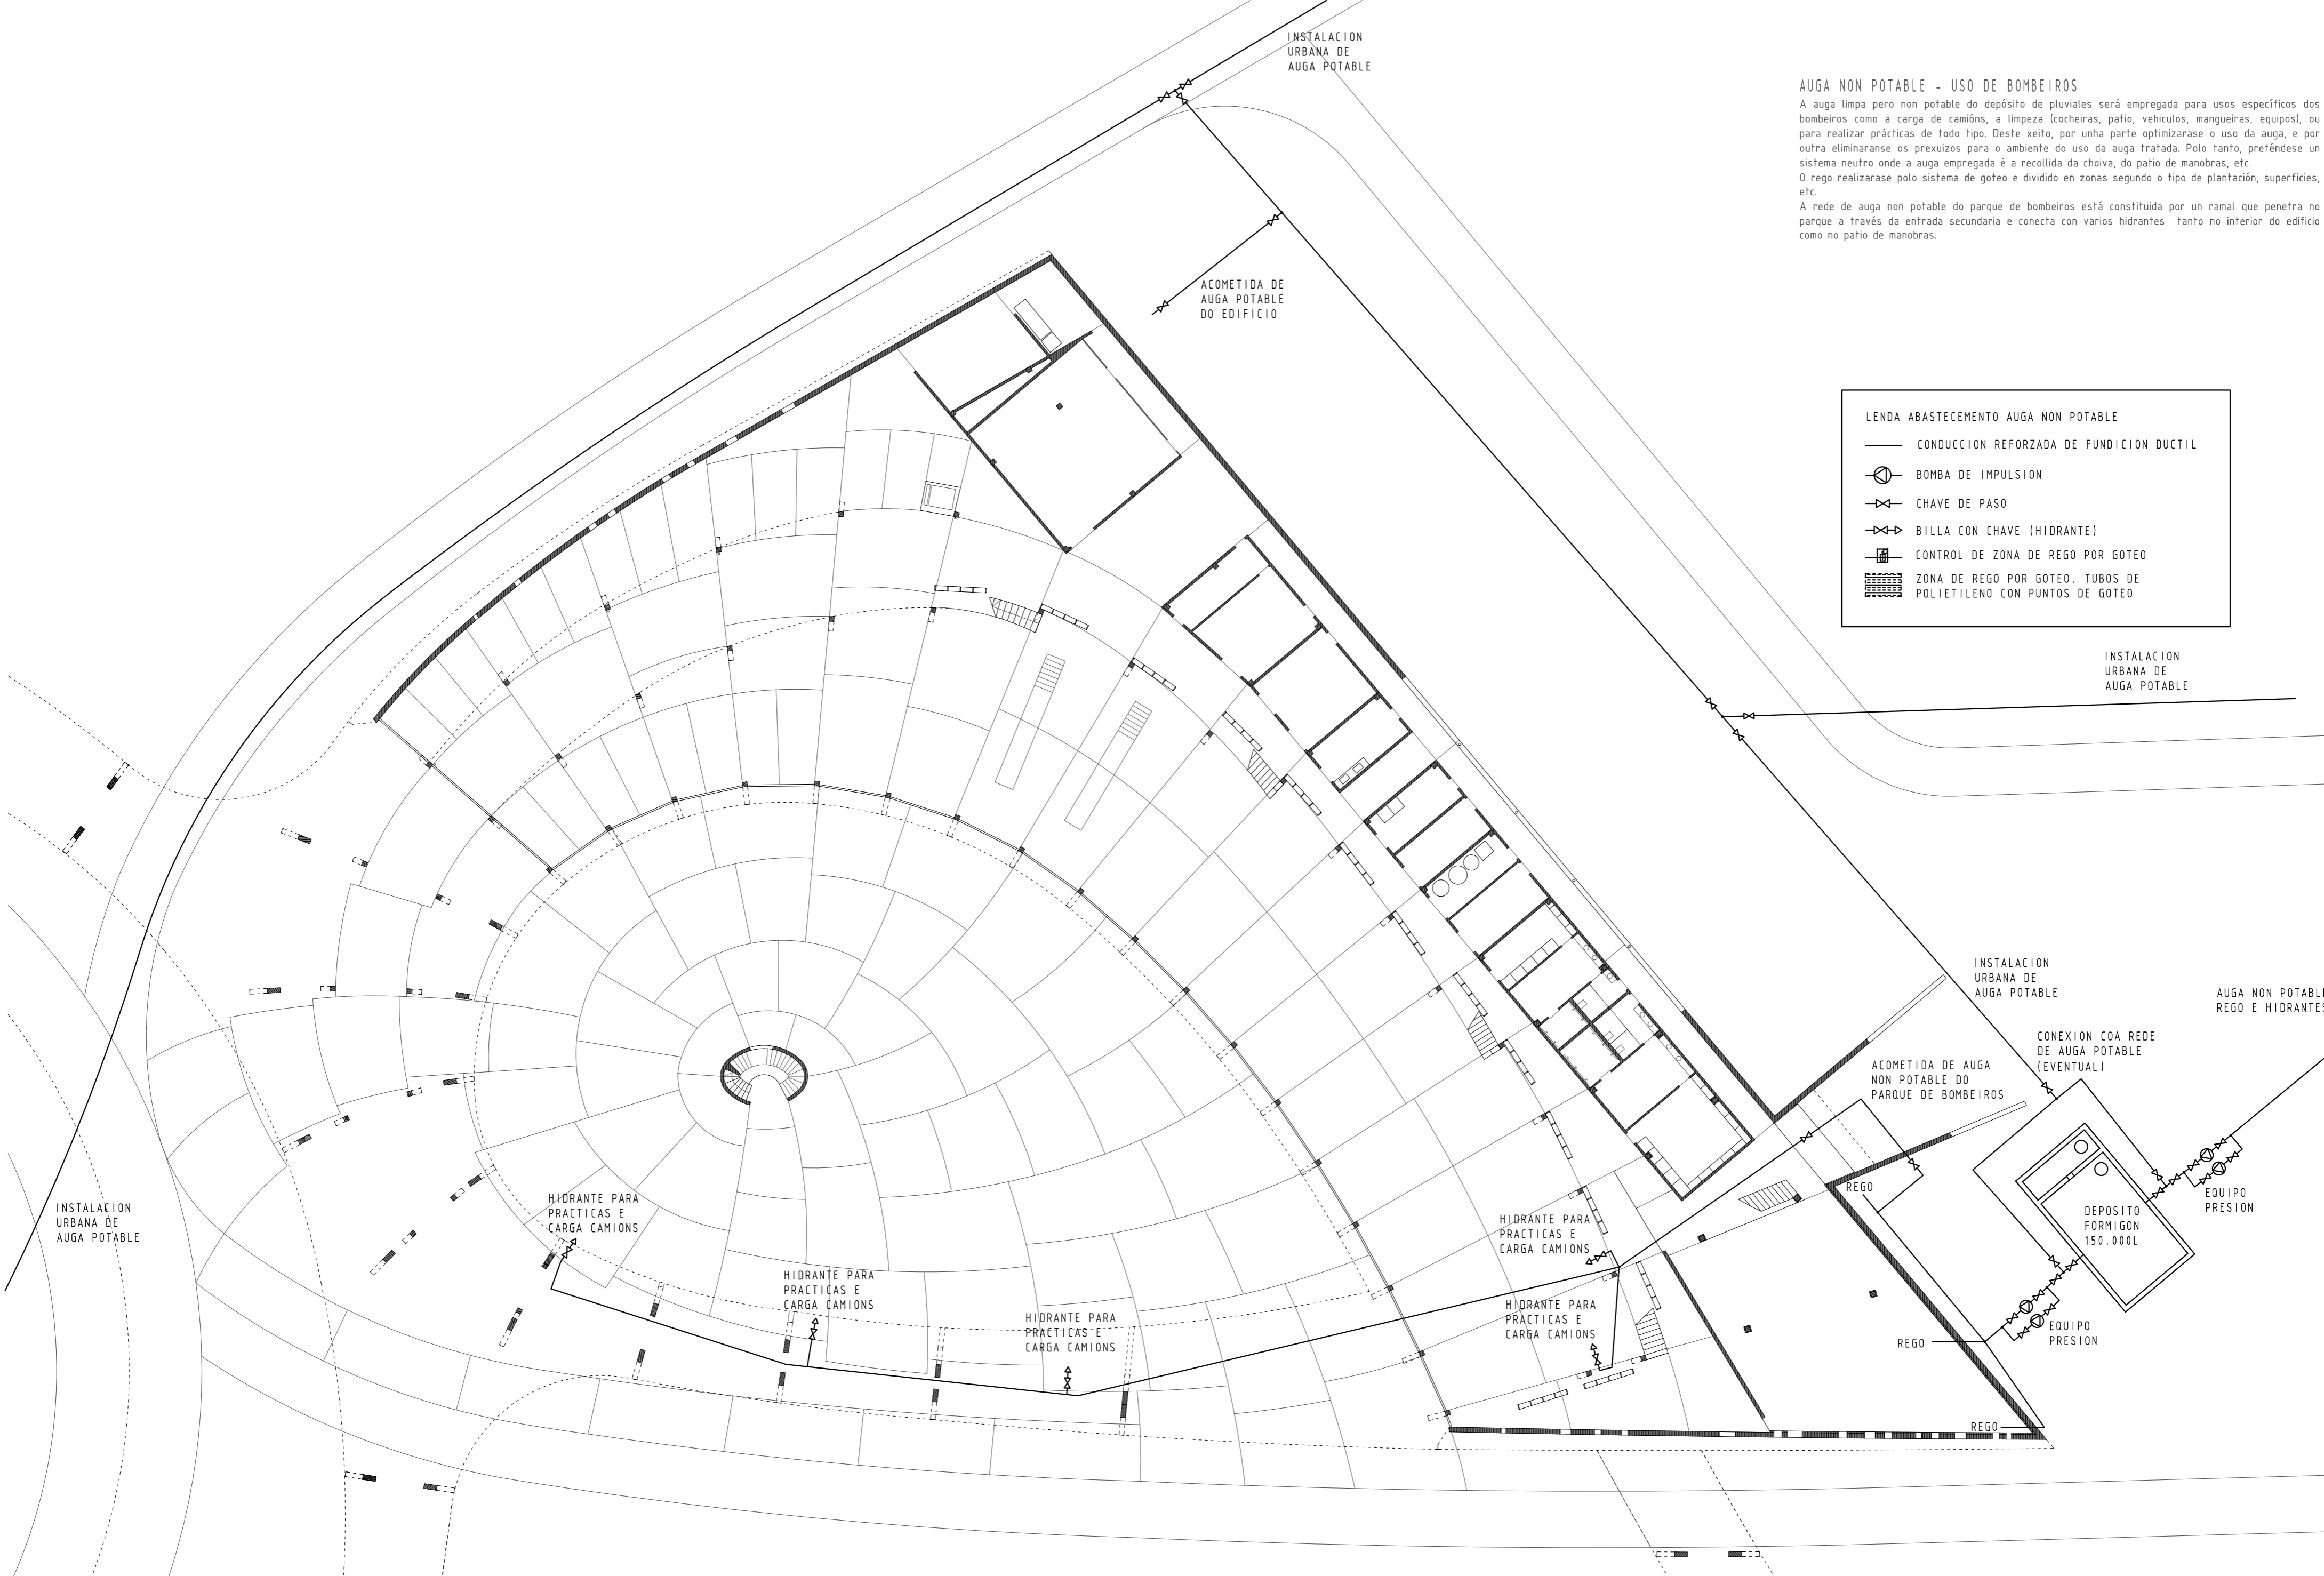 INSTALACION
URBANA DE
AUGA POTABLE
AUGA NON POTABLE - USO DE BOMBEIROS
A auga limpa pero non potable do depósito de pluviales será empregada para usos específicos dos
bombeiros como a carga de camións, a limpeza (cocheiras, patio, vehiculos, mangueiras, equipos), ou
para realizar prácticas de todo tipo. Deste xeito, por unha parte optimizarase o uso da auga, e por
outra eliminaranse os prexuizos para o ambiente do uso da auga tratada. Polo tanto, preténdese un
sistema neutro onde a auga empregada é a recollida da choiva, do patio de manobras, etc.
O rego realizarase polo sistema de goteo e dividido en zonas segundo o tipo de plantación, superficies,
etc.
A rede de auga non potable do parque de bombeiros está constituida por un ramal que penetra no
parque a través da entrada secundaria e conecta con varios hidrantes tanto no interior do edificio
como no patio de manobras.
ACOMETIDA DE
AUGA POTABLE
DO EDIFICIO
LENDA ABASTECEMENTO AUGA NON POTABLE
CONDUCCION REFORZADA DE FUNDICION DUCTIL
BOMBA DE IMPULSION
CHAVE DE PASO
BILLA CON CHAVE (HIDRANTE)
CONTROL DE ZONA DE REGO POR GOTEO
ZONA DE REGO POR GOTEO. TUBOS DE
POLIETILENO CON PUNTOS DE GOTEO
INSTALACION
URBANA DE
AUGA POTABLE
INSTALACION
URBANA DE
AUGA POTABLE
AUGA NON POTABLE
REGO E HIDRANTES
CONEXION COA REDE
DE AUGA POTABLE
(EVENTUAL)
ACOMETIDA DE AUGA
NON POTABLE DO
PARQUE DE BOMBEIROS
REGO
EQUIPO
PRESION
DEPOSITO
FORMIGON
150.000L
INSTALACION
URBANA DE
AUGA POTABLE
HIDRANTE PARA
PRACTICAS E
CARGA CAMIONS
HIDRANTE PARA
PRACTICAS E
CARGA CAMIONS
HIDRANTE PARA
PRACTICAS E
CARGA CAMIONS
HIDRANTE PARA
PRACTICAS E
CARGA CAMIONS
HIDRANTE PARA
PRACTICAS E
CARGA CAMIONS
EQUIPO
PRESION
REGO
REGO